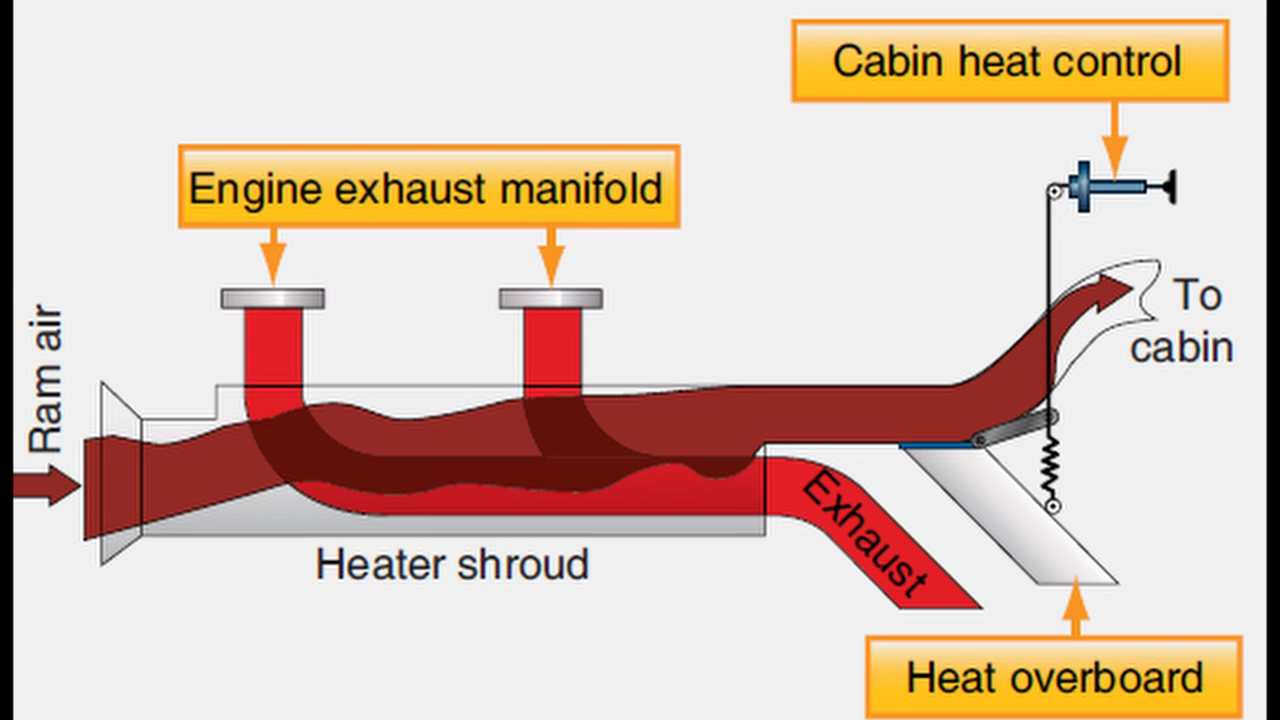 Cabin heat control
Engine exhaust manifold
Ram air
To
cabin
Exhaust
Heater shroud
Heat overboard